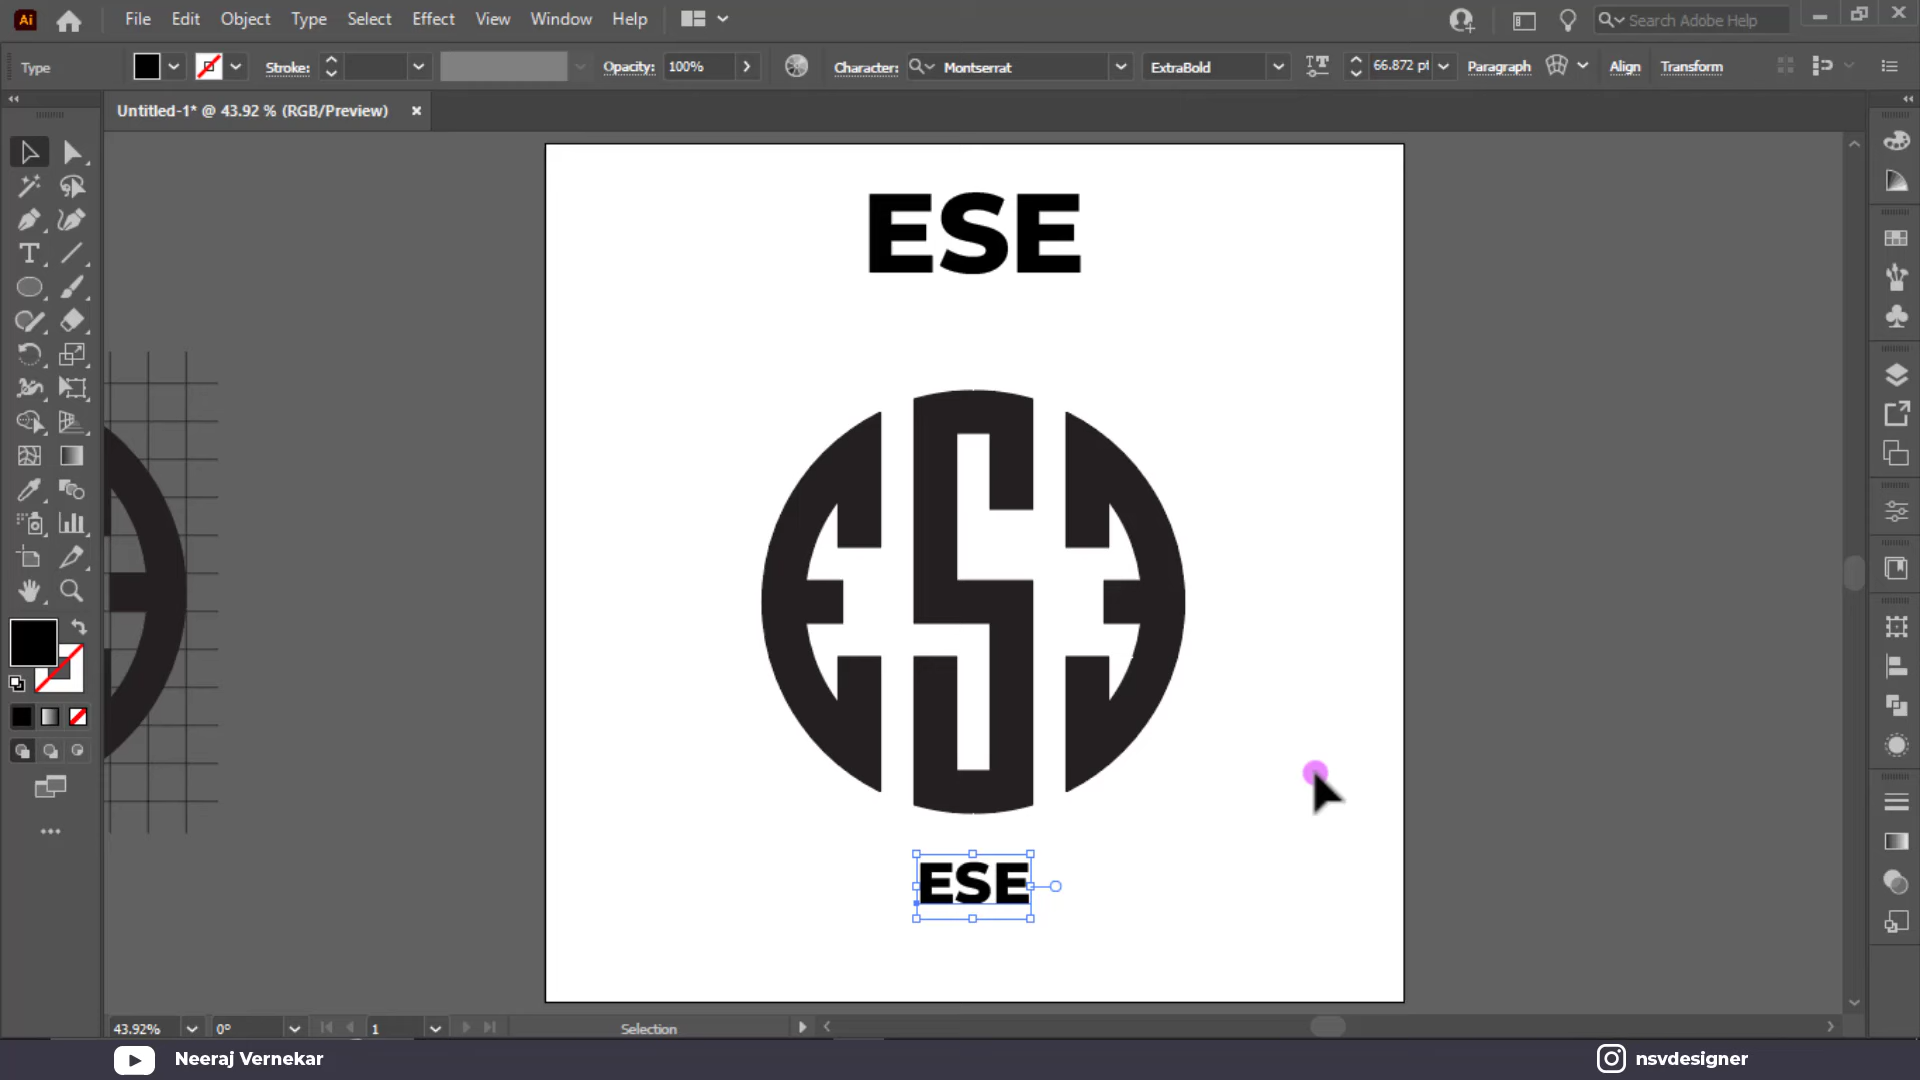 Ai File Edit Object Type Select Effect View Window Help Search Adobe Help
Type Stroke: Opacity: 100% Character: Montserrat ExtraBold 66.872 pt Paragraph Align Transform
Untitled-1* @ 43.92 % (RGB/Preview)
ESE
ESE
ESE
43.92% 0° 1 Selection
Neeraj Vernekar nsvdesigner